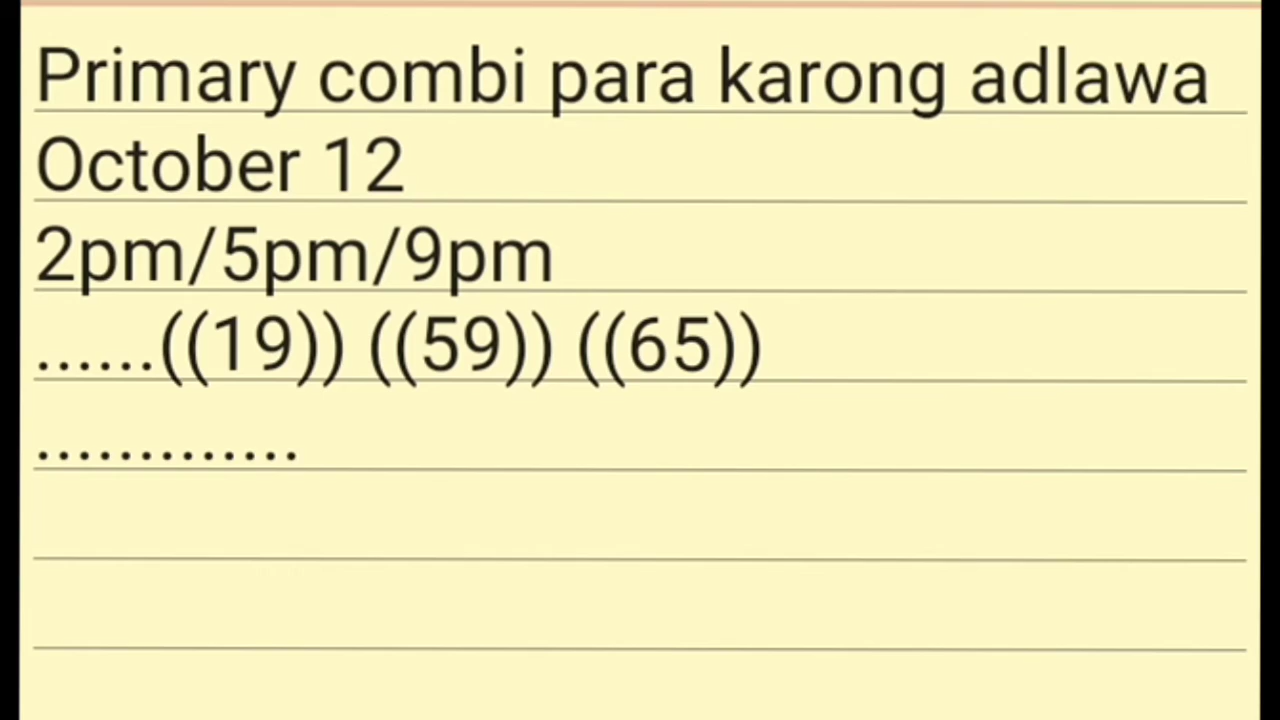 Primary combi para karong adlawa
October 12
2pm/5pm/9pm
......((19)) ((59)) ((65))
.............